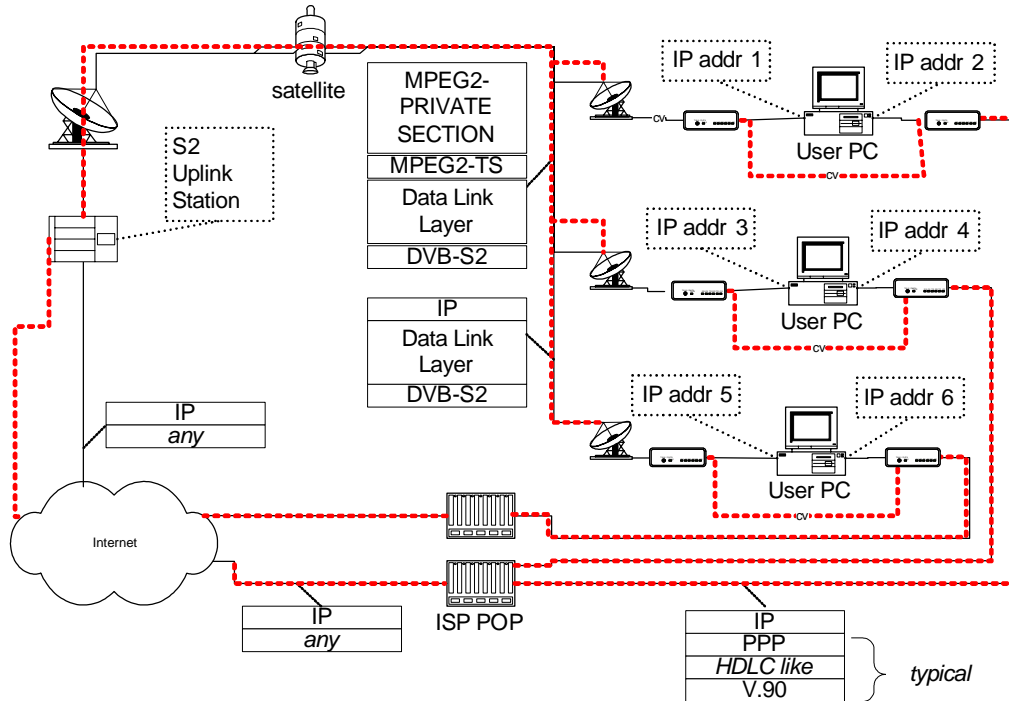 satellite
S2
Uplink
Station
MPEG2-
PRIVATE
SECTION
MPEG2-TS
Data Link
Layer
DVB-S2
IP
Data Link
Layer
DVB-S2
IP addr 1
IP addr 2
CV
User PC
CV
IP addr 3
IP addr 4
User PC
CV
IP addr 5
IP addr 6
User PC
CV
IP
any
Internet
ISP POP
IP
any
IP
PPP
HDLC like
V.90
typical